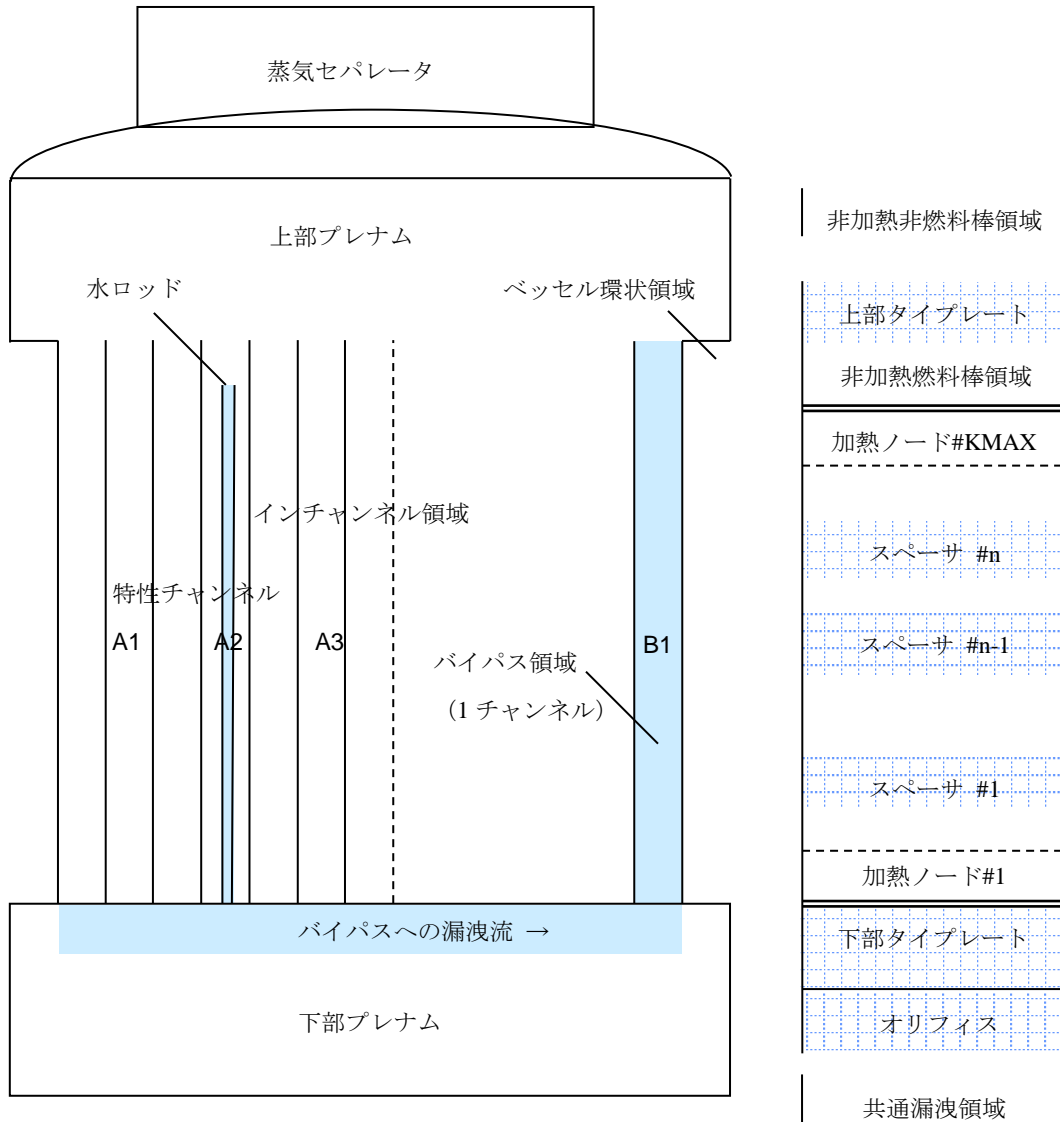 蒸気セパレータ
上部プレナム
水ロッド
ベッセル環状領域
インチャンネル領域
特性チャンネル
A1
A2
A3
B1
バイパス領域
（1 チャンネル）
バイパスへの漏洩流 →
下部プレナム
非加熱非燃料棒領域
上部タイプレート
非加熱燃料棒領域
加熱ノード#KMAX
スペーサ #n
スペーサ #n-1
スペーサ #1
加熱ノード#1
下部タイプレート
オリフィス
共通漏洩領域